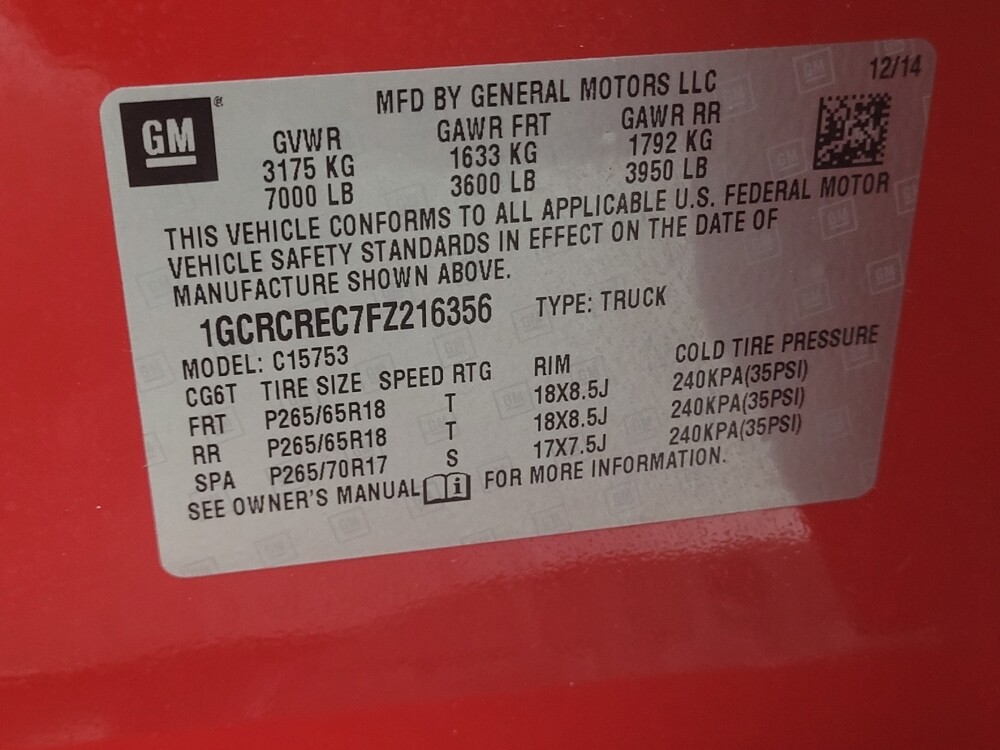 12/14
MFD BY GENERAL MOTORS LLC
GM®
GVWR GAWR FRT GAWR RR
3175 KG 1633 KG 1792 KG
7000 LB 3600 LB 3950 LB
THIS VEHICLE CONFORMS TO ALL APPLICABLE U.S. FEDERAL MOTOR
VEHICLE SAFETY STANDARDS IN EFFECT ON THE DATE OF
MANUFACTURE SHOWN ABOVE.
1GCRCREC7FZ216356 TYPE: TRUCK
MODEL: C15753
CG6T TIRE SIZE SPEED RTG RIM COLD TIRE PRESSURE
FRT P265/65R18 T 18X8.5J 240KPA(35PSI)
RR P265/65R18 T 18X8.5J 240KPA(35PSI)
SPA P265/70R17 S 17X7.5J 240KPA(35PSI)
SEE OWNER'S MANUAL i FOR MORE INFORMATION.